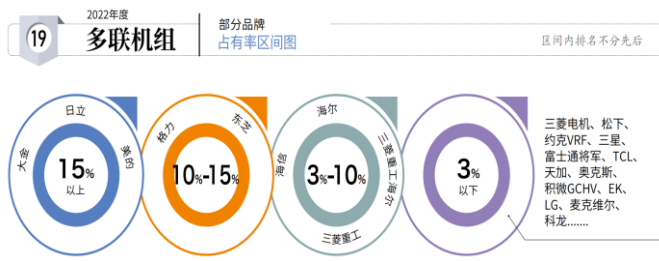 19
2022年度
多联机组
部分品牌
占有率区间图
区间内排名不分先后
大金
日立
美的
15%
以上
格力
东芝
10%-15%
海信
海尔
三菱重工海尔
三菱重工
3%-10%
3%
以下
三菱电机、松下、
约克VRF、三星、
富士通将军、TCL、
天加、奥克斯、
积微GCHV、EK、
LG、麦克维尔、
科龙.......